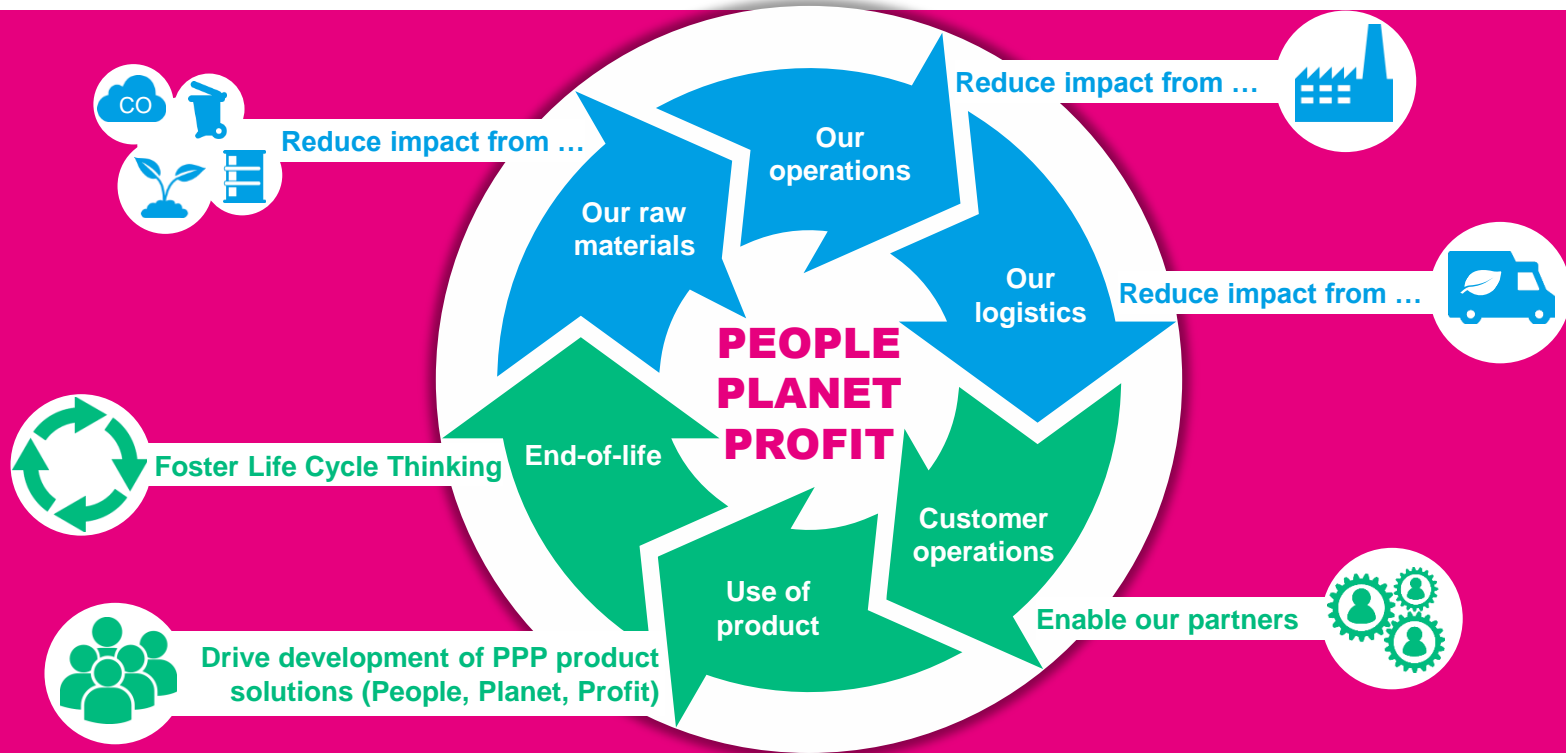 CO
Reduce impact from …
Reduce impact from …
Our
operations
Our raw
materials
Our
logistics
Reduce impact from …
PEOPLE
PLANET
PROFIT
End-of-life
Foster Life Cycle Thinking
Customer
operations
Use of
product
Enable our partners
Drive development of PPP product
solutions (People, Planet, Profit)